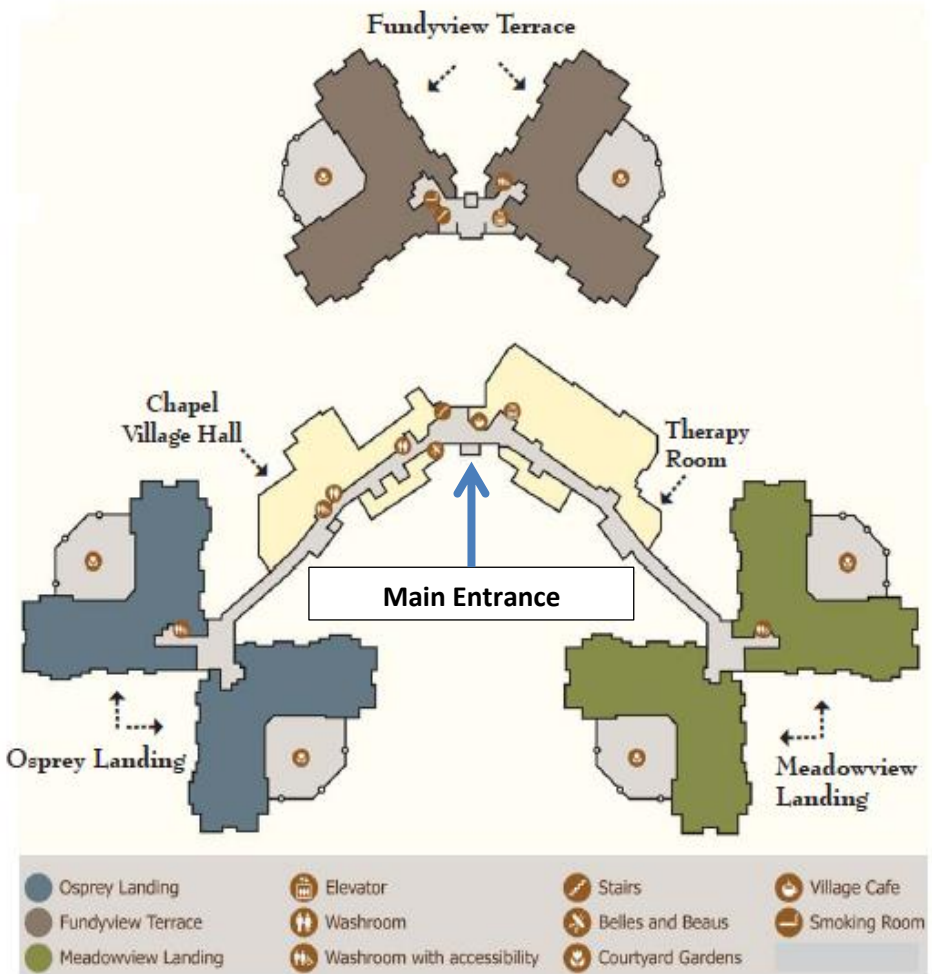 Fundyview Terrace
Chapel
Village Hall
Therapy
Room
Main Entrance
Osprey Landing
Meadowview
Landing
Osprey Landing
Elevator
Stairs
Village Cafe
Fundyview Terrace
Washroom
Belles and Beaus
Smoking Room
Meadowview Landing
Washroom with accessibility
Courtyard Gardens